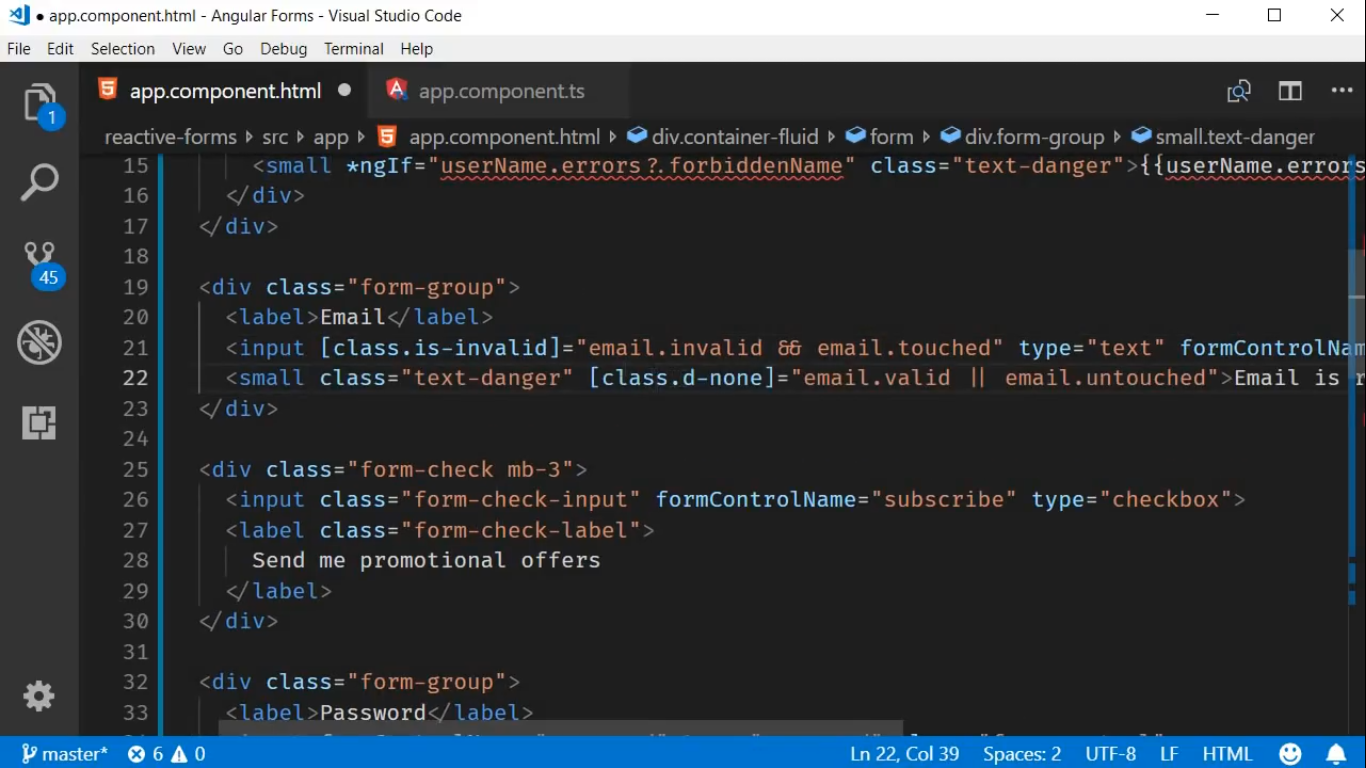 ● app.component.html - Angular Forms - Visual Studio Code
File Edit Selection View Go Debug Terminal Help
app.component.html ● app.component.ts
reactive-forms › src › app › app.component.html › div.container-fluid › form › div.form-group › small.text-danger
15 <small *ngIf="userName.errors?.forbiddenName" class="text-danger">{{userName.errors
16 </div>
17 </div>
18
19 <div class="form-group">
20 <label>Email</label>
21 <input [class.is-invalid]="email.invalid && email.touched" type="text" formControlNam
22 <small class="text-danger" [class.d-none]="email.valid || email.untouched">Email is r
23 </div>
24
25 <div class="form-check mb-3">
26 <input class="form-check-input" formControlName="subscribe" type="checkbox">
27 <label class="form-check-label">
28 Send me promotional offers
29 </label>
30 </div>
31
32 <div class="form-group">
33 <label>Password</label>
1
45
master* 6 0 Ln 22, Col 39 Spaces: 2 UTF-8 LF HTML